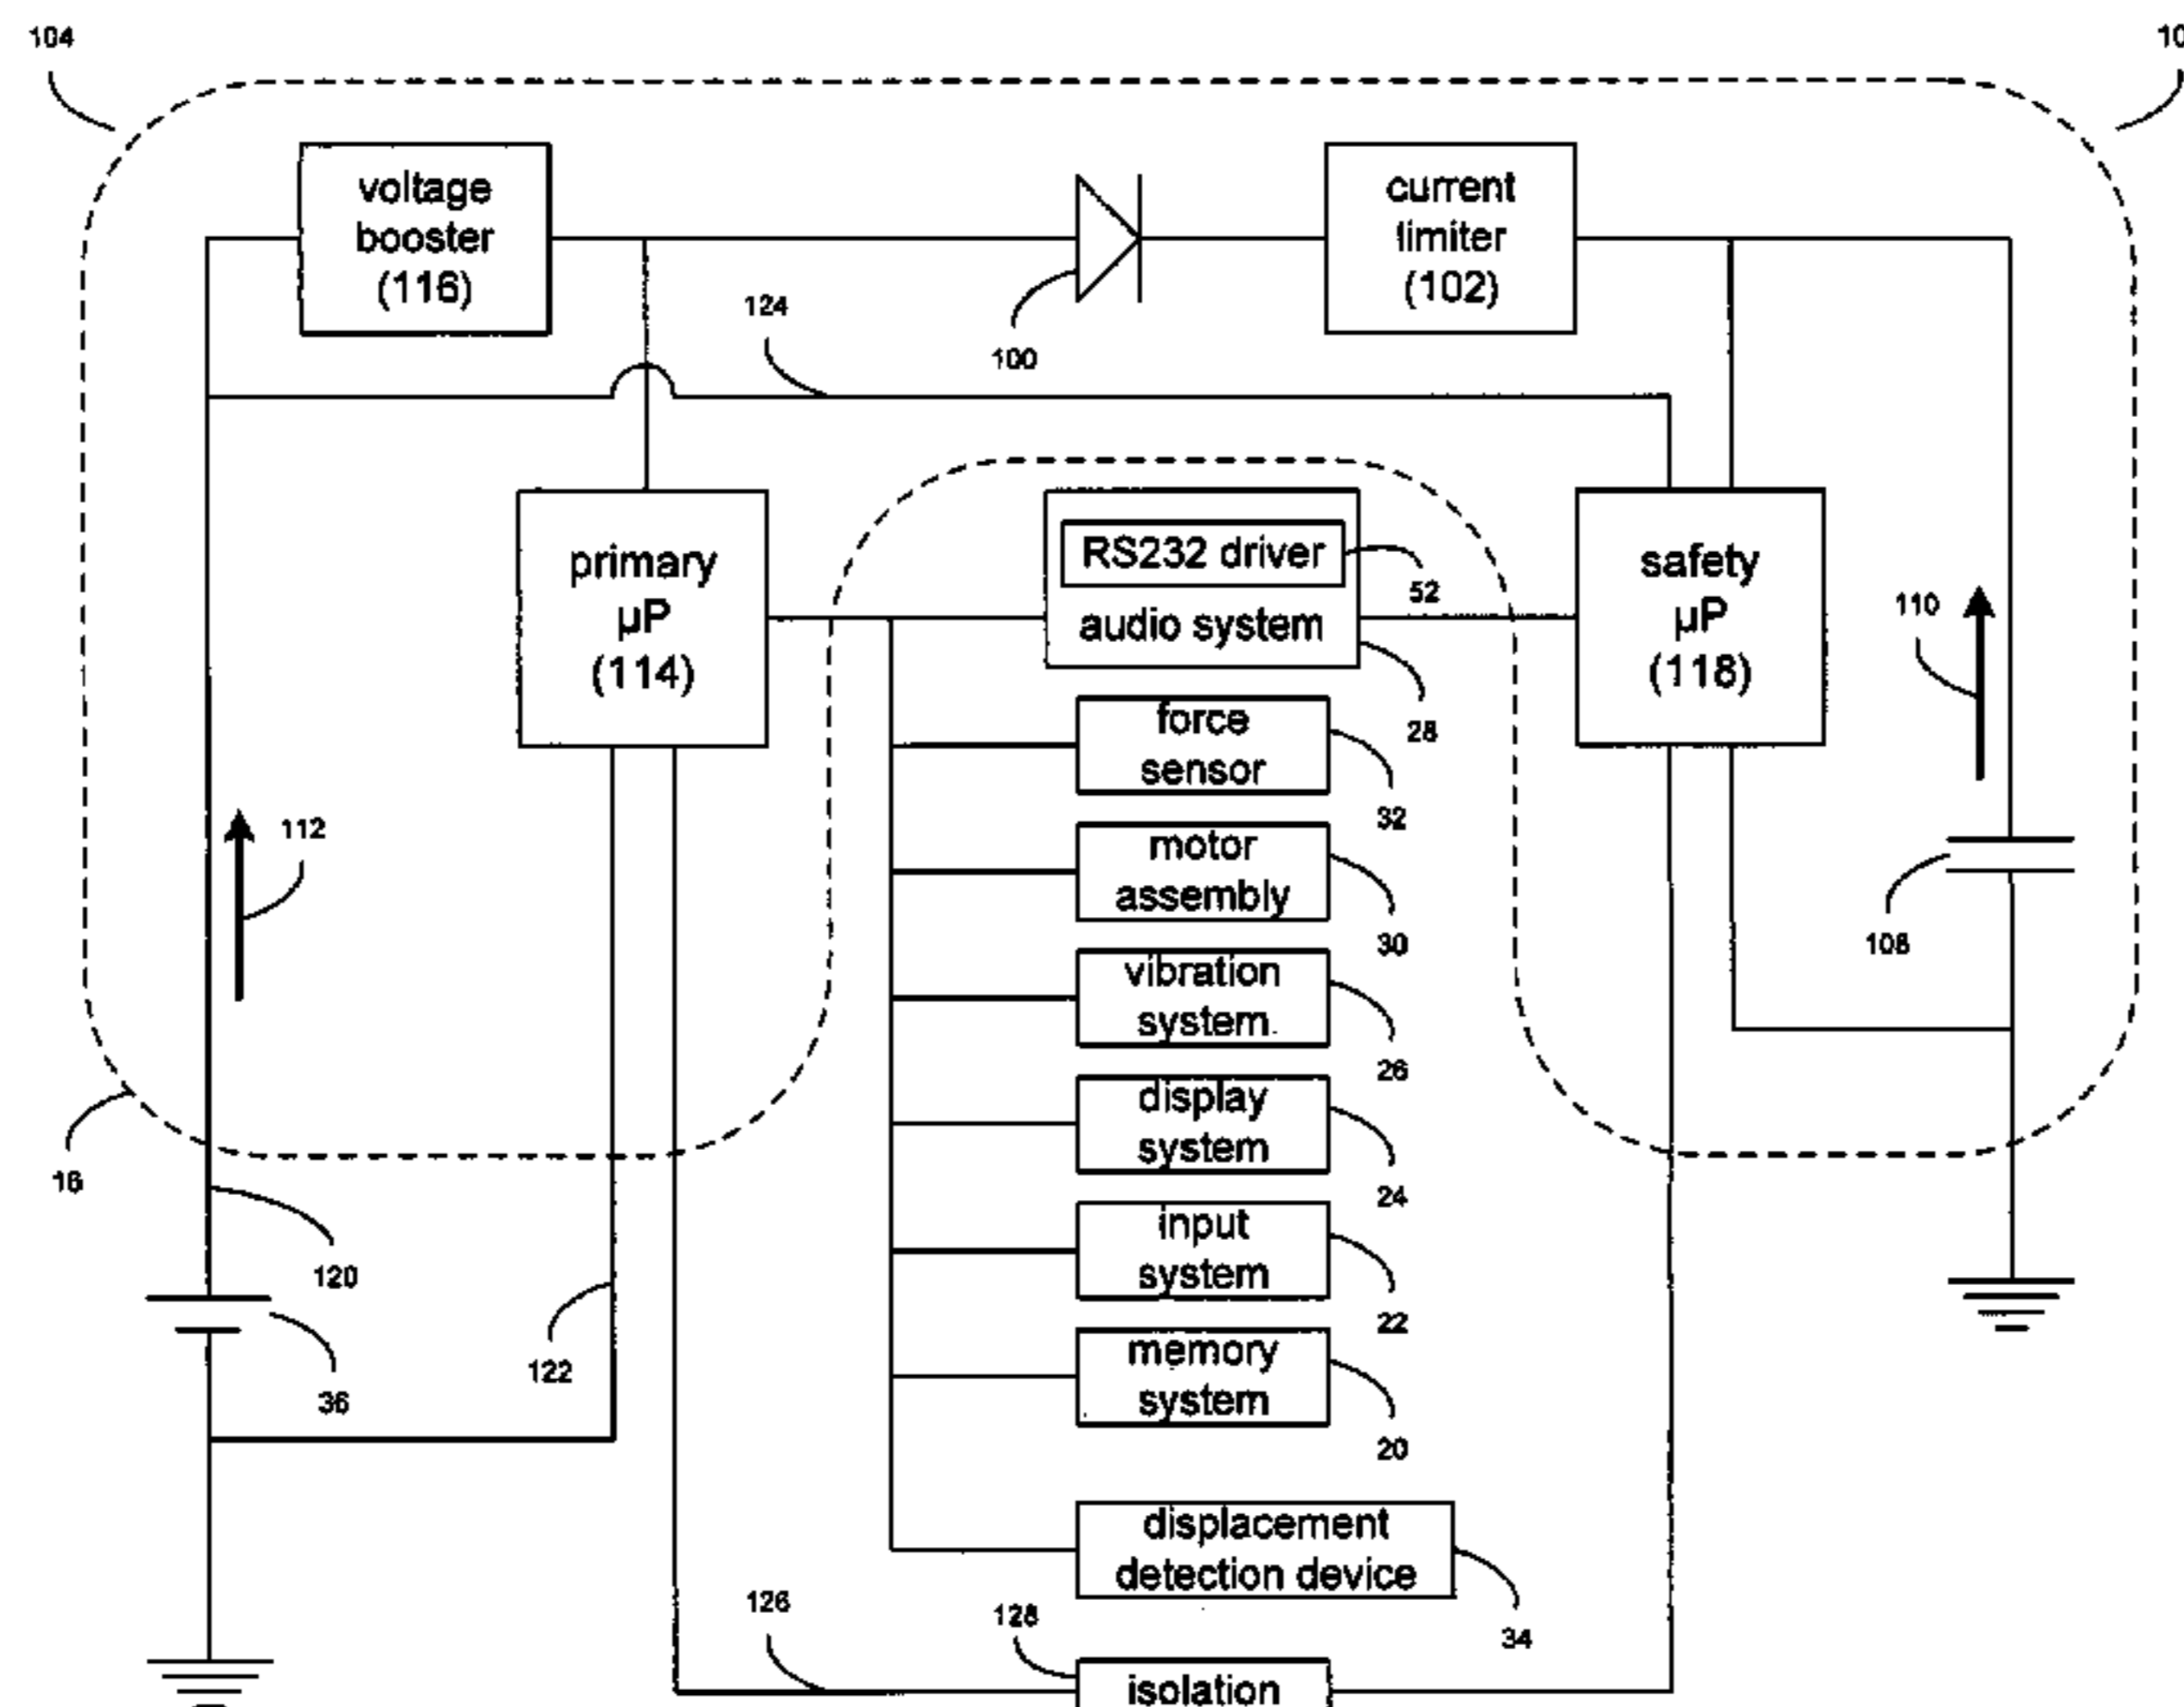 104
voltage
booster
(116)
current
limiter
(102)
124
100
primary
µP
(114)
RS232 driver
52
audio system
28
safety
µP
(118)
110
force
sensor
32
112
motor
assembly
30
108
vibration
system
26
display
system
24
16
input
system
22
120
122
36
memory
system
20
displacement
detection device
34
126
128
isolation